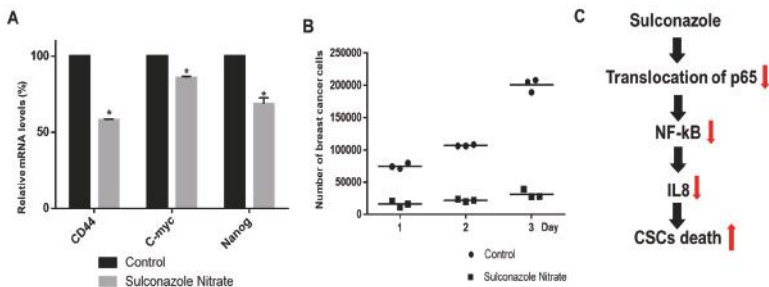 A
Relative mRNA levels (%)
100
50
0
*
*
*
CD44
C-myc
Nanog
Control
Sulconazole Nitrate
B
Number of breast cancer cells
250000
200000
150000
100000
50000
0
1
2
3 Day
Control
Sulconazole Nitrate
C
Sulconazole
Translocation of p65
NF-kB
IL8
CSCs death